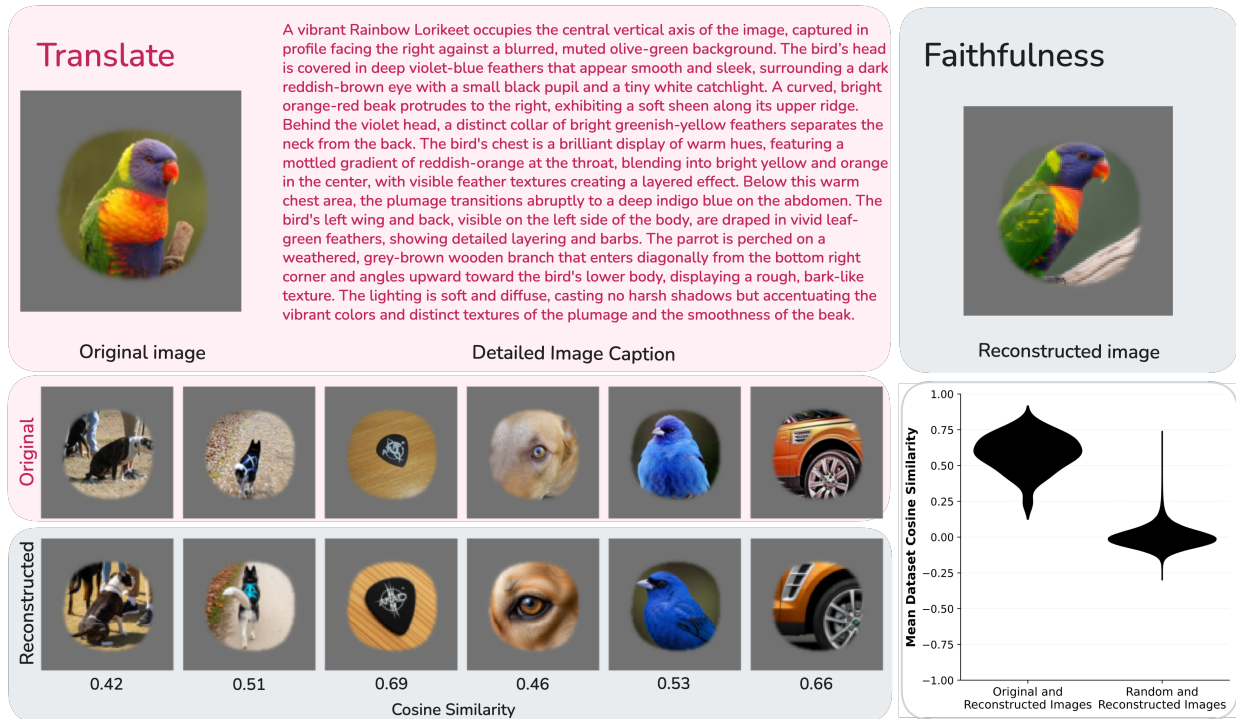 Translate
A vibrant Rainbow Lorikeet occupies the central vertical axis of the image, captured in
profile facing the right against a blurred, muted olive-green background. The bird's head
is covered in deep violet-blue feathers that appear smooth and sleek, surrounding a dark
reddish-brown eye with a small black pupil and a tiny white catchlight. A curved, bright
orange-red beak protrudes to the right, exhibiting a soft sheen along its upper ridge.
Behind the violet head, a distinct collar of bright greenish-yellow feathers separates the
neck from the back. The bird's chest is a brilliant display of warm hues, featuring a
mottled gradient of reddish-orange at the throat, blending into bright yellow and orange
in the center, with visible feather textures creating a layered effect. Below this warm
chest area, the plumage transitions abruptly to a deep indigo blue on the abdomen. The
bird's left wing and back, visible on the left side of the body, are draped in vivid leaf-
green feathers, showing detailed layering and barbs. The parrot is perched on a
weathered, grey-brown wooden branch that enters diagonally from the bottom right
corner and angles upward toward the bird's lower body, displaying a rough, bark-like
texture. The lighting is soft and diffuse, casting no harsh shadows but accentuating the
vibrant colors and distinct textures of the plumage and the smoothness of the beak.
Original image
Detailed Image Caption
Faithfulness
Reconstructed image
Original
Reconstructed
0.42
0.51
0.69
0.46
0.53
0.66
Cosine Similarity
Mean Dataset Cosine Similarity
1.00
0.75
0.50
0.25
0.00
−0.25
−0.50
−0.75
−1.00
Original and
Reconstructed Images
Random and
Reconstructed Images